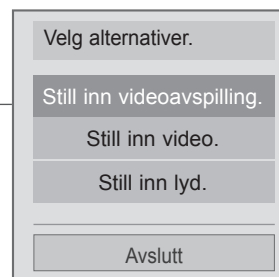 Velg alternativer.
Still inn videoavspilling.
Still inn video.
Still inn lyd.
Avslutt